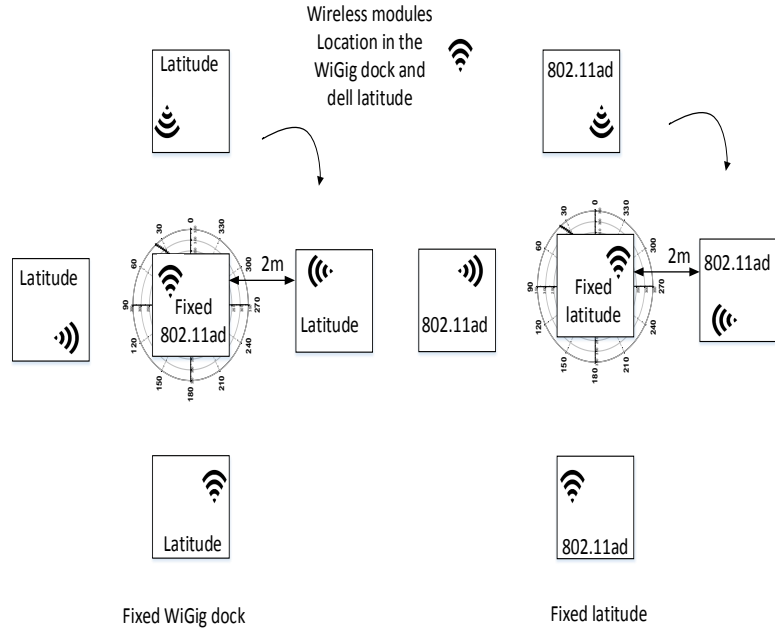 Wireless modules
Location in the
WiGig dock and
dell latitude
Latitude
Latitude
Fixed
802.11ad
0
30
330
60
300
90
270
120
240
150
210
180
2m
Latitude
Latitude
Fixed WiGig dock
802.11ad
802.11ad
Fixed
latitude
0
30
330
60
300
90
270
120
240
150
210
180
2m
802.11ad
802.11ad
Fixed latitude